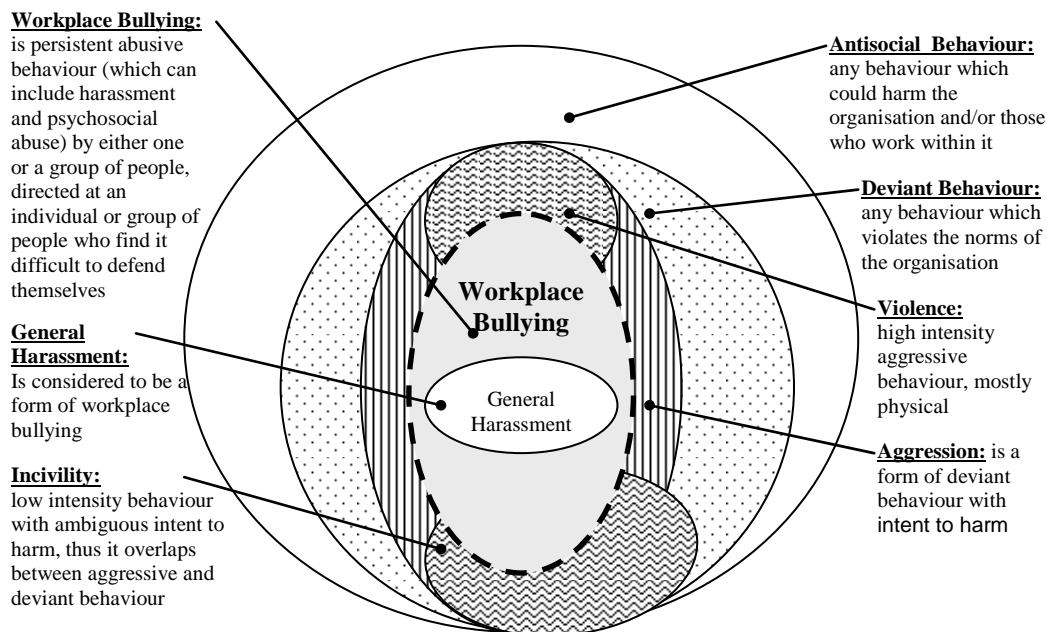 Workplace Bullying:
is persistent abusive
behaviour (which can
include harassment
and psychosocial
abuse) by either one
or a group of people,
directed at an
individual or group of
people who find it
difficult to defend
themselves
General
Harassment:
Is considered to be a
form of workplace
bullying
Incivility:
low intensity behaviour
with ambiguous intent to
harm, thus it overlaps
between aggressive and
deviant behaviour
Workplace
Bullying
General
Harassment
Antisocial Behaviour:
any behaviour which
could harm the
organisation and/or those
who work within it
Deviant Behaviour:
any behaviour which
violates the norms of
the organisation
Violence:
high intensity
aggressive
behaviour, mostly
physical
Aggression: is a
form of deviant
behaviour with
intent to harm